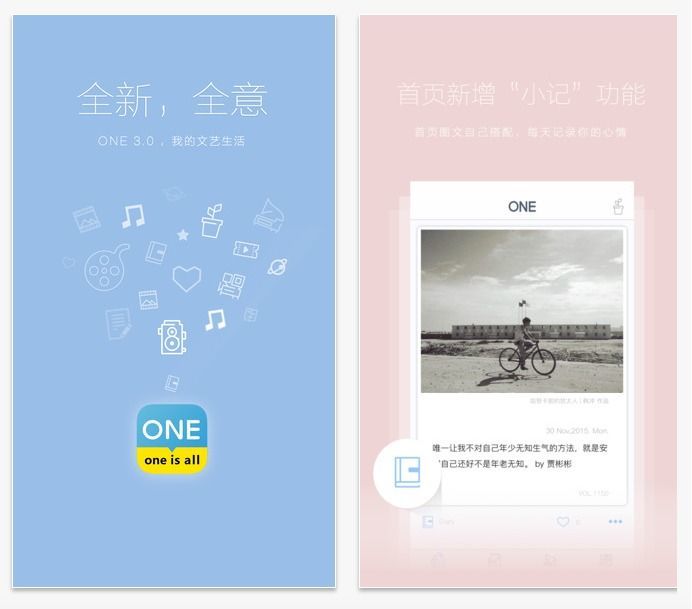 全新，全意
ONE 3.0 ，我的文艺生活
ONE
one is all
首页新增“小记”功能
首页图文自己搭配，每天记录你的心情
ONE
30 Nov,2015. Mon.
唯一让我不对自己年少无知生气的方法，就是安
自己还好不是年老无知。 by 贾彬彬
VOL.1150
Diary